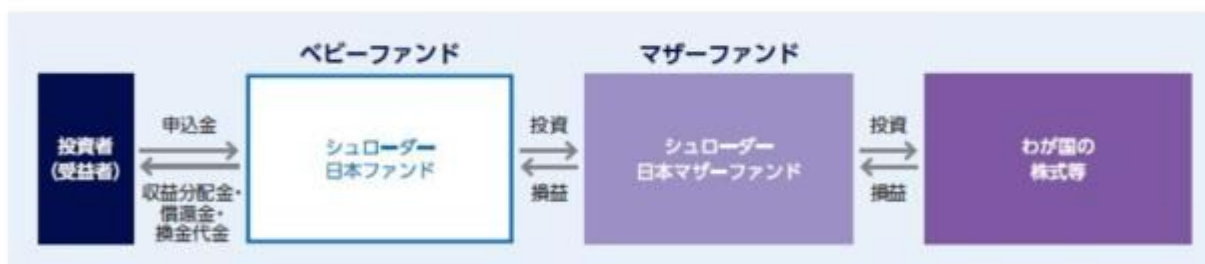 ベビーファンド
マザーファンド
投資者
(受益者)
申込金
収益分配金・
償還金・
換金代金
シュローダー
日本ファンド
投資
損益
シュローダー
日本マザーファンド
投資
損益
わが国の
株式等